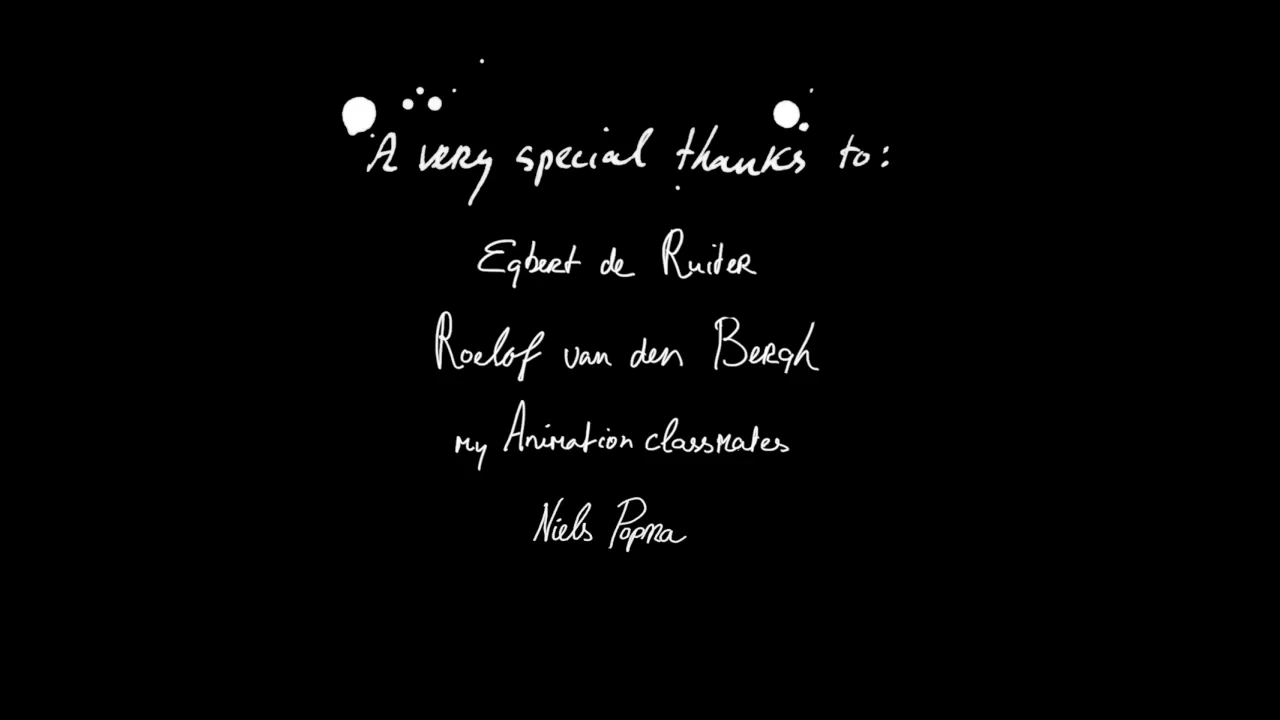 A very special thanks to:
Egbert de Ruiter
Roelof van den Bergh
my Animation classmates
Niels Popma